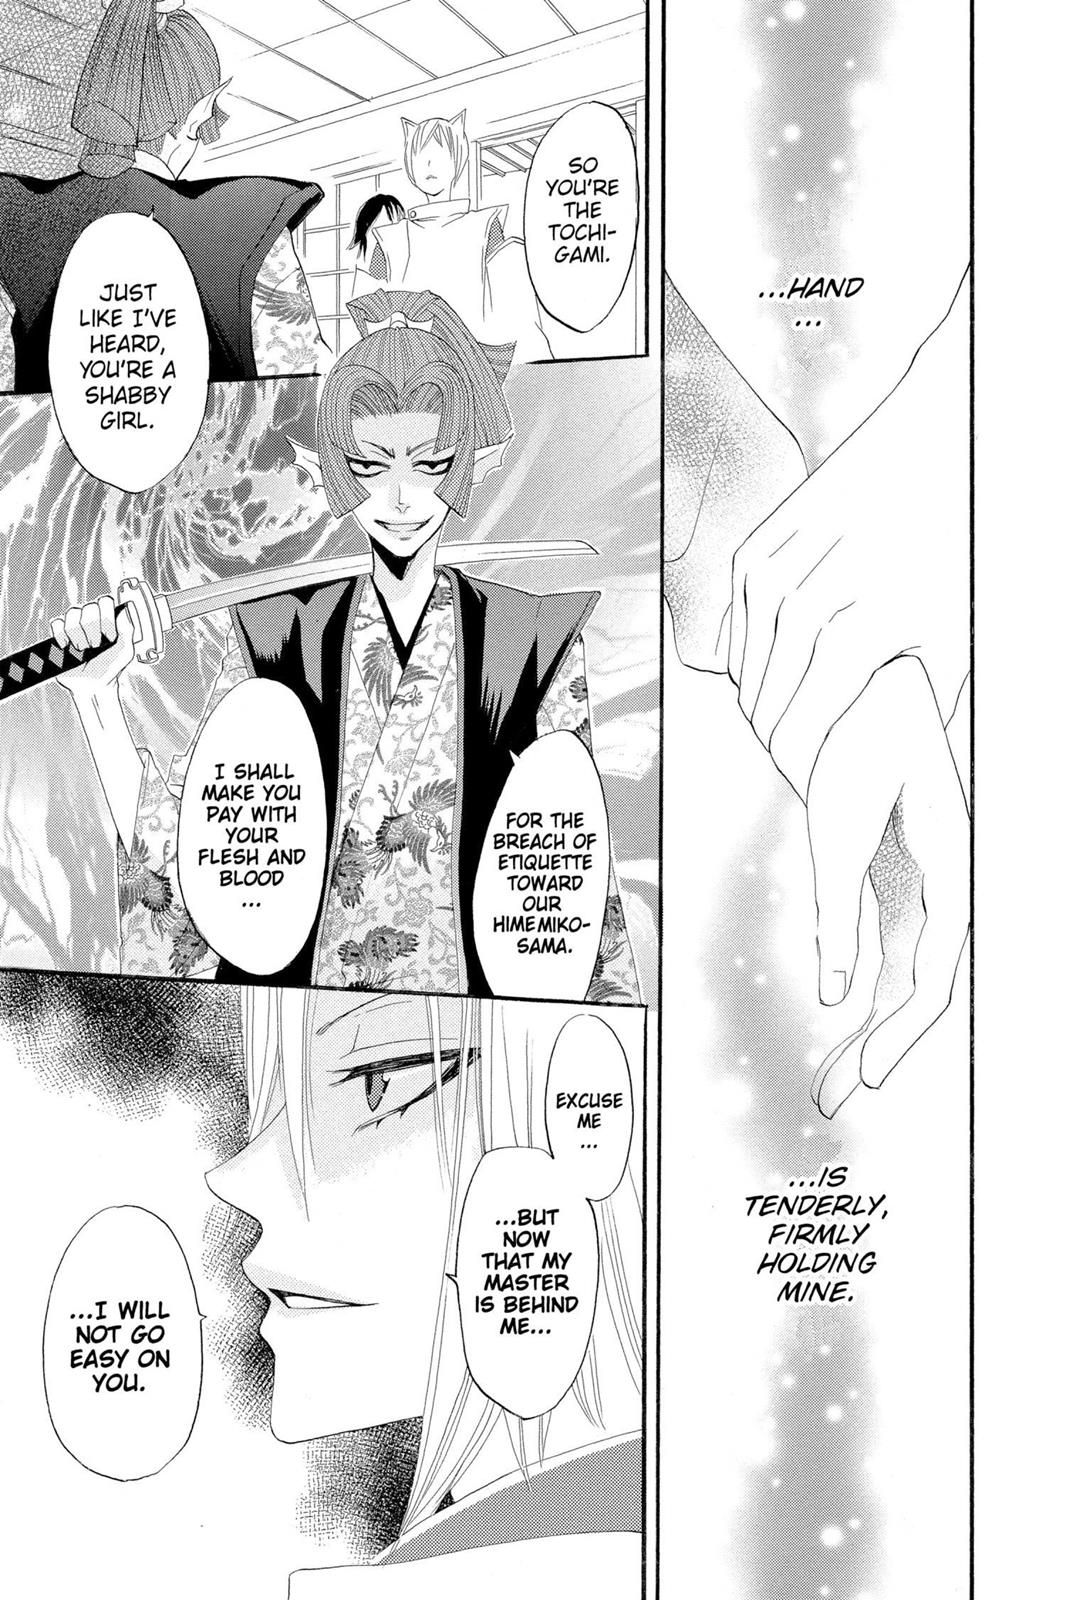 ...HAND
...
...IS
TENDERLY,
FIRMLY
HOLDING
MINE.
SO
YOU'RE
THE
TOCHI-
GAMI.
JUST
LIKE I'VE
HEARD,
YOU'RE A
SHABBY
GIRL.
FOR THE
BREACH OF
ETIQUETTE
TOWARD
OUR
HIMEMIKO-
SAMA.
I SHALL
MAKE YOU
PAY WITH
YOUR
FLESH AND
BLOOD
...
EXCUSE
ME
...
...BUT
NOW
THAT MY
MASTER
IS BEHIND
ME...
...I WILL
NOT GO
EASY ON
YOU.